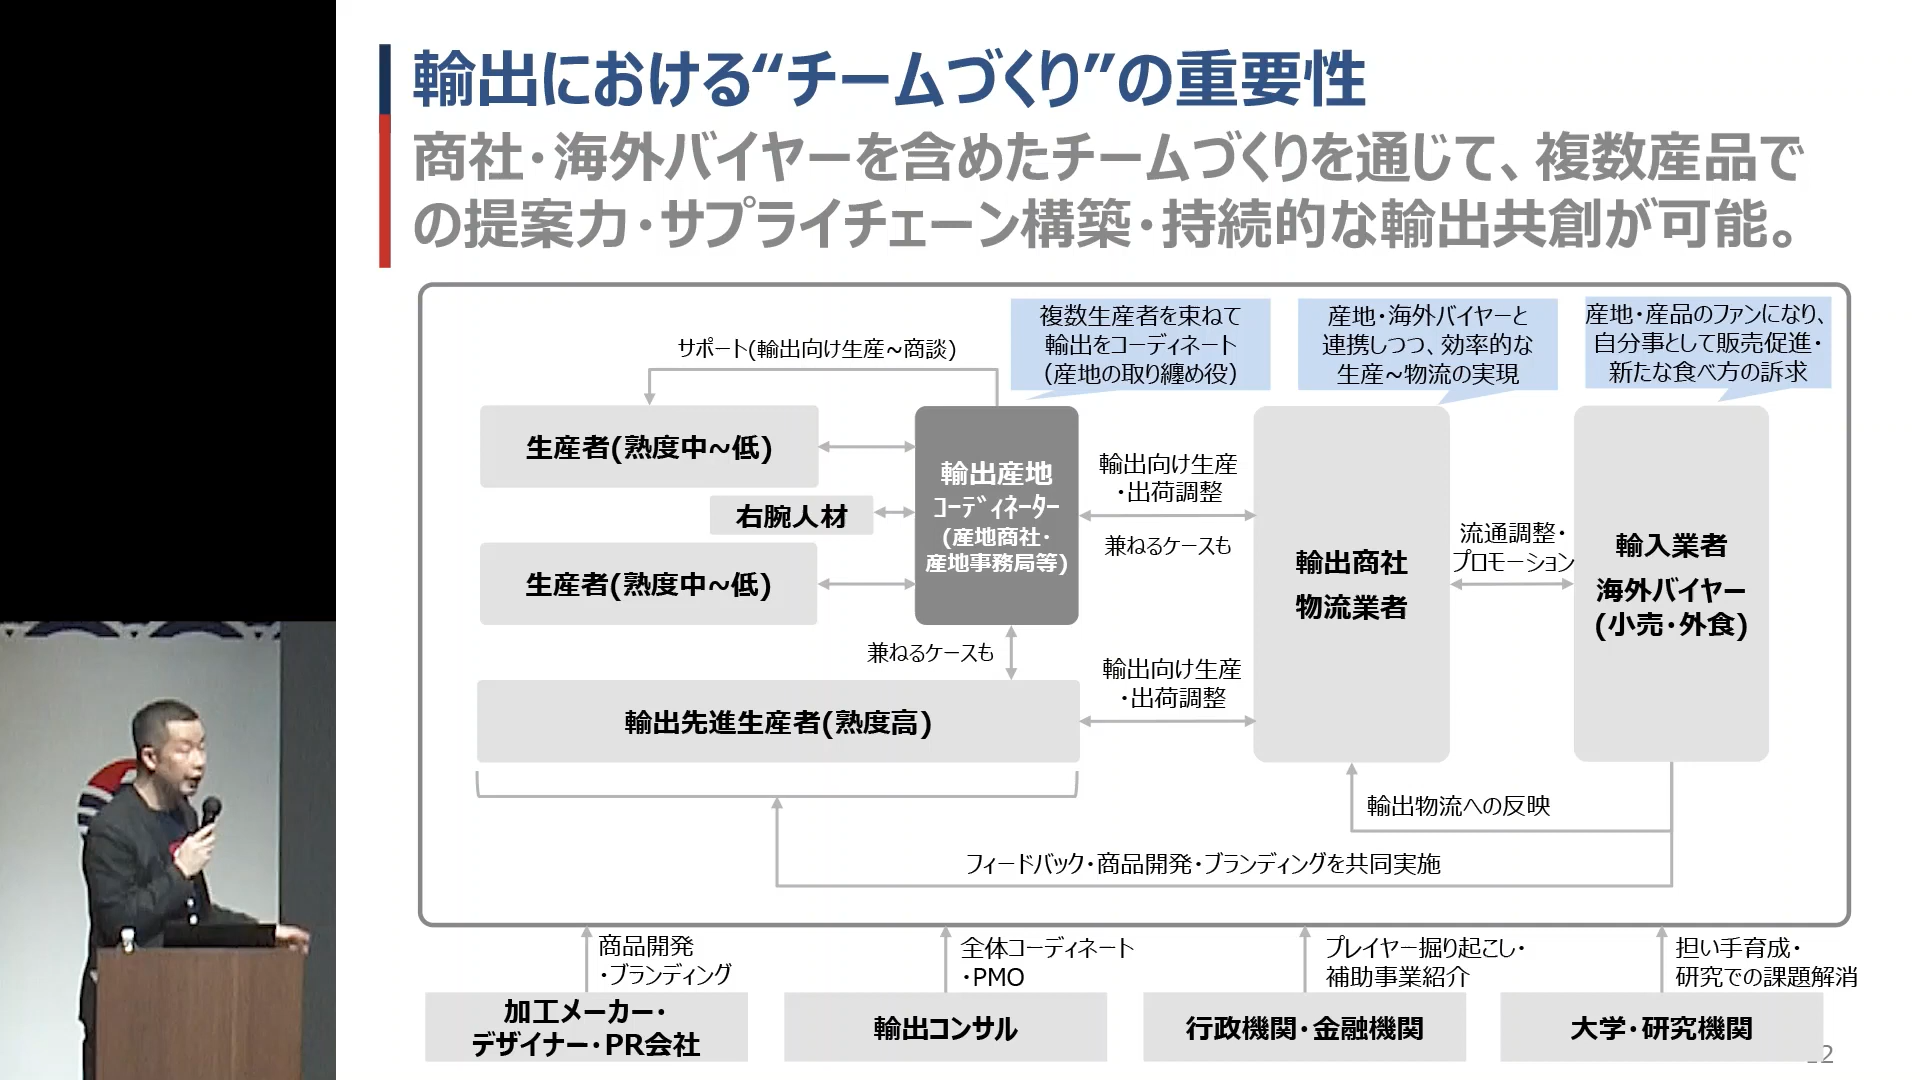 輸出における“チームづくり”の重要性
商社・海外バイヤーを含めたチームづくりを通じて、複数産品で
の提案力・サプライチェーン構築・持続的な輸出共創が可能。
複数生産者を束ねて
輸出をコーディネート
（産地の取り纏め役）
産地・海外バイヤーと
連携しつつ、効率的な
生産~物流の実現
産地・産品のファンになり、
自分事として販売促進・
新たな食べ方の訴求
サポート(輸出向け生産~商談)
生産者(熟度中~低)
右腕人材
生産者(熟度中~低)
輸出産地
ｺｰﾃﾞｨﾈｰﾀｰ
(産地商社・
産地事務局等)
輸出向け生産
・出荷調整
兼ねるケースも
輸出商社
物流業者
流通調整・
プロモーション
輸入業者
海外バイヤー
(小売・外食)
兼ねるケースも
輸出向け生産
・出荷調整
輸出先進生産者(熟度高)
輸出物流への反映
フィードバック・商品開発・ブランディングを共同実施
商品開発
・ブランディング
全体コーディネート
・PMO
プレイヤー掘り起こし・
補助事業紹介
担い手育成・
研究での課題解消
加工メーカー・
デザイナー・PR会社
輸出コンサル
行政機関・金融機関
大学・研究機関